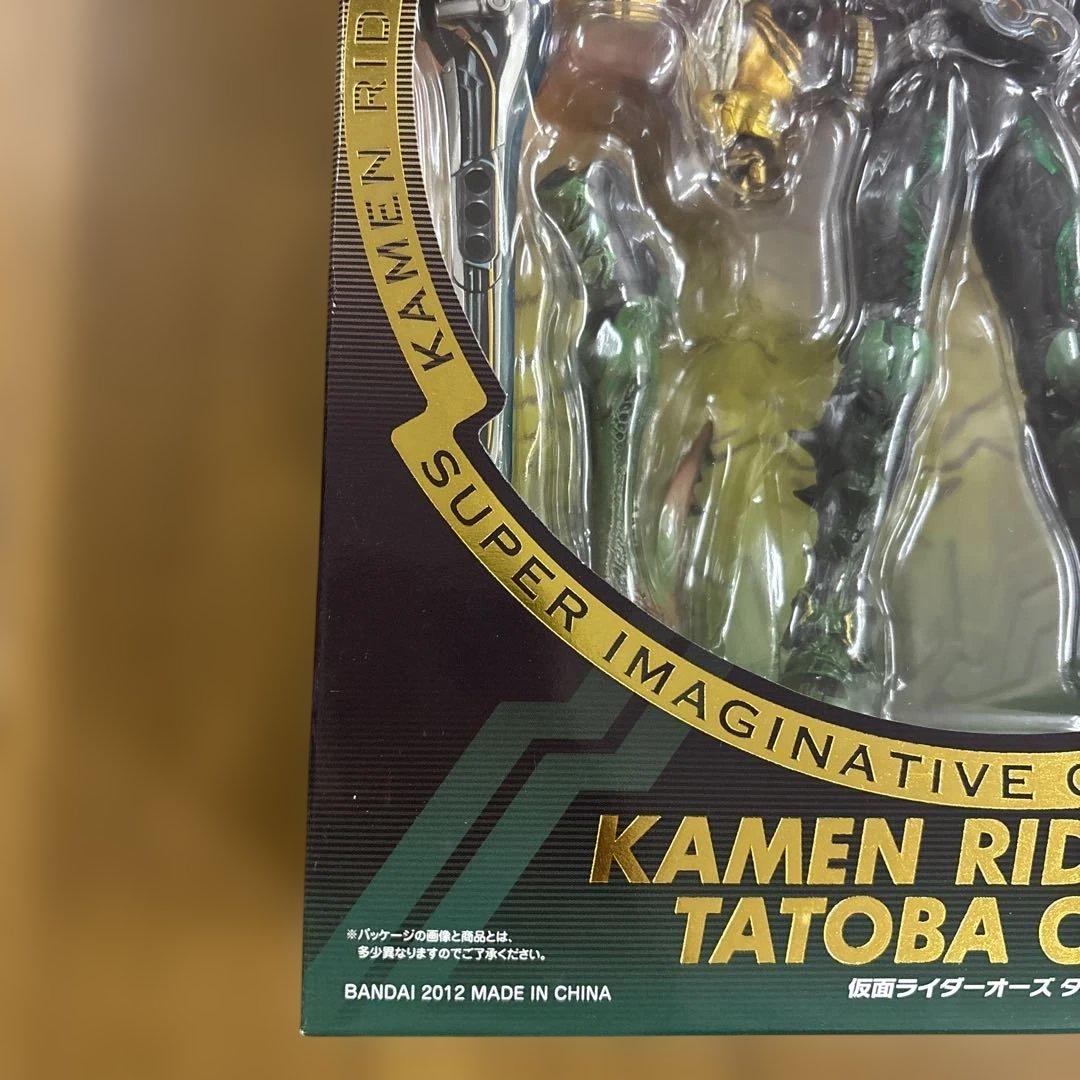 KAMEN RID
SUPER IMAGINATIVE C
KAMEN RID
TATOBA C
仮面ライダーオーズ タ
※パッケージの画像と商品とは、
多少異なりますのでご了承ください。
BANDAI 2012 MADE IN CHINA